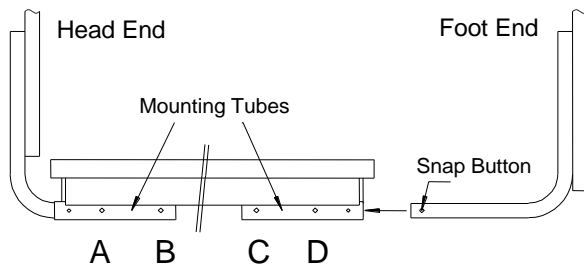 Head End
Foot End
Mounting Tubes
Snap Button
A B C D